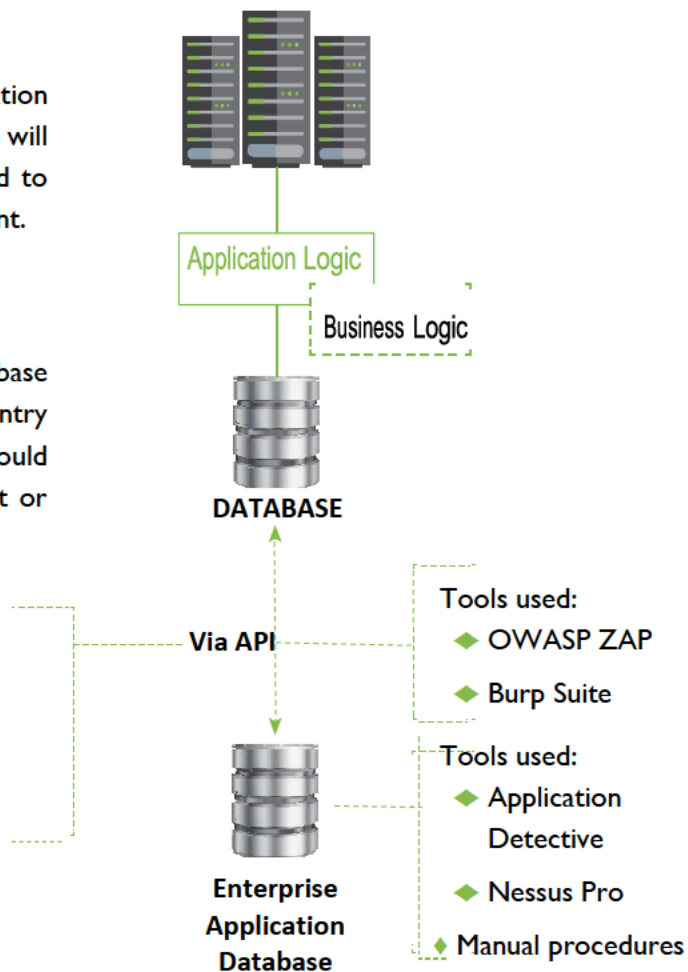 will
d to
nt.
Application Logic
Business Logic
base
ntry
ould
t or
DATABASE
Via API
Tools used:
OWASP ZAP
Burp Suite
Tools used:
Application
Detective
Nessus Pro
Manual procedures
Enterprise
Application
Database